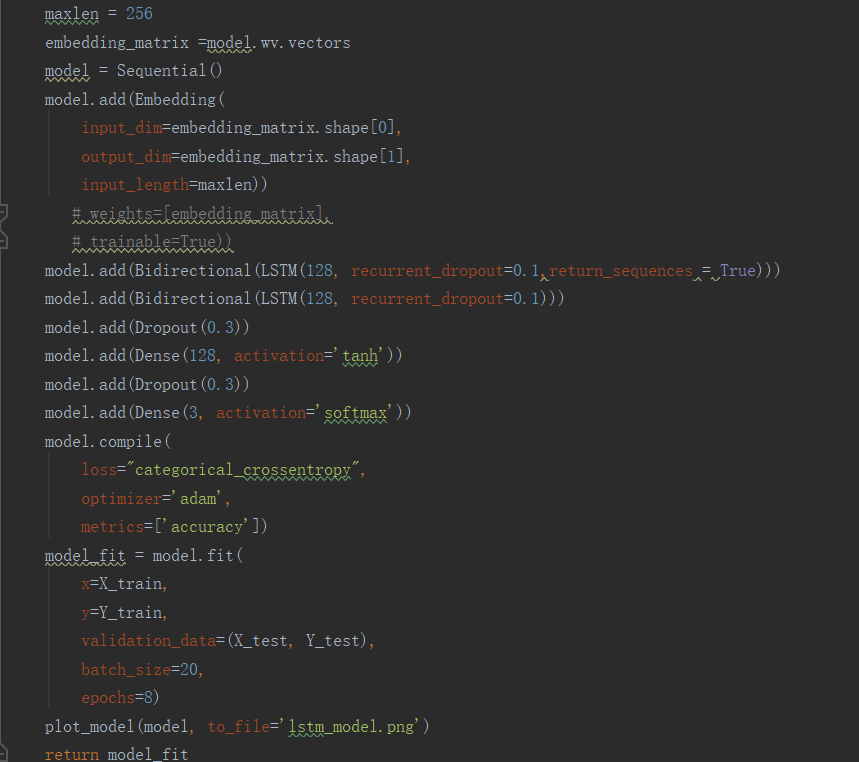 maxlen = 256
embedding_matrix =model.wv.vectors
model = Sequential()
model.add(Embedding(
input_dim=embedding_matrix.shape[0],
output_dim=embedding_matrix.shape[1],
input_length=maxlen))
# weights=[embedding_matrix],
# trainable=True))
model.add(Bidirectional(LSTM(128, recurrent_dropout=0.1,return_sequences = True)))
model.add(Bidirectional(LSTM(128, recurrent_dropout=0.1)))
model.add(Dropout(0.3))
model.add(Dense(128, activation='tanh'))
model.add(Dropout(0.3))
model.add(Dense(3, activation='softmax'))
model.compile(
loss="categorical_crossentropy",
optimizer='adam',
metrics=['accuracy'])
model_fit = model.fit(
x=X_train,
y=Y_train,
validation_data=(X_test, Y_test),
batch_size=20,
epochs=8)
plot_model(model, to_file='lstm_model.png')
return model_fit